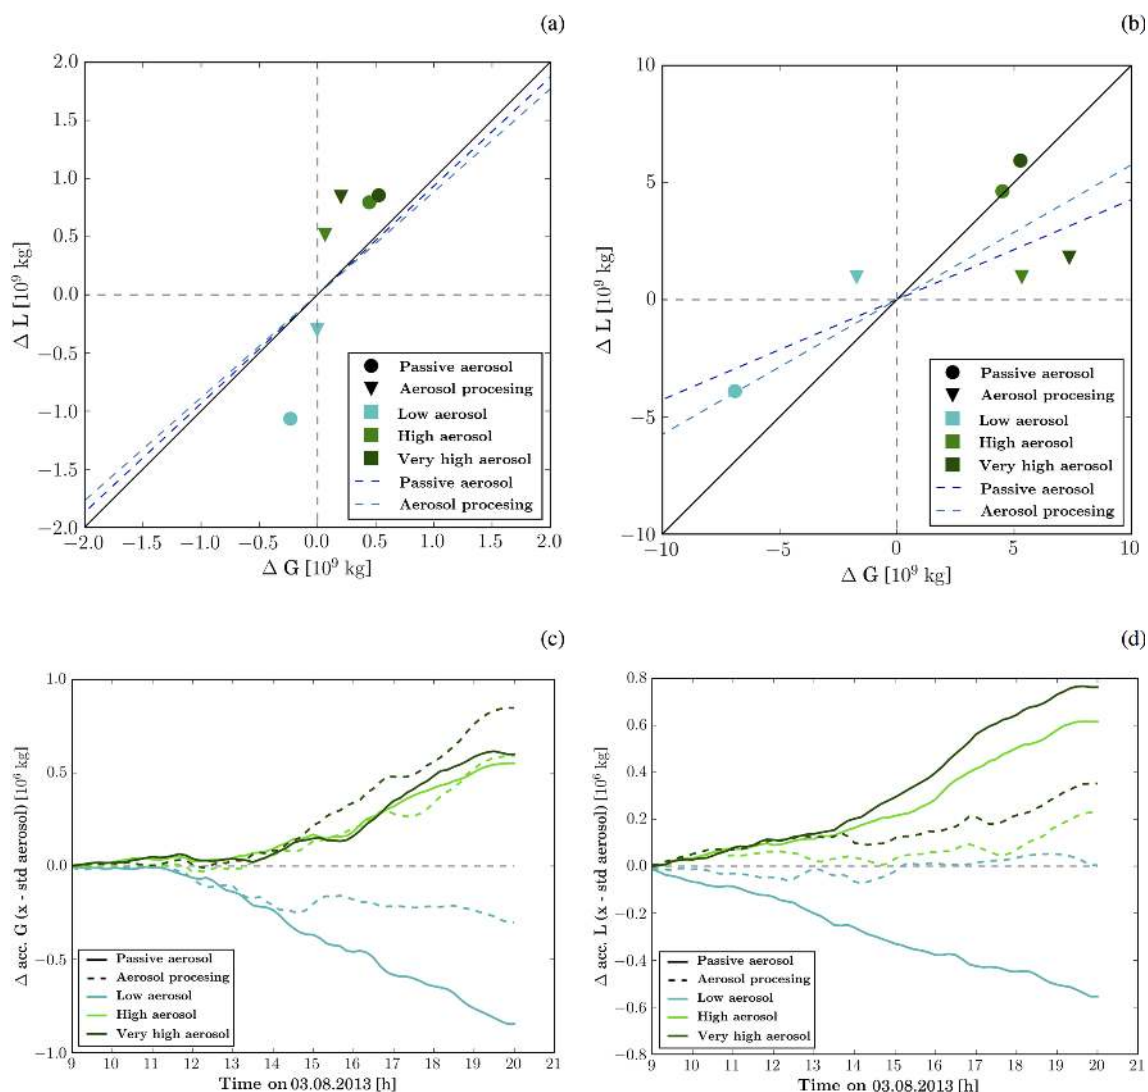 (a)
2.0
1.5
1.0
0.5
0.0
−0.5
−1.0
−1.5
−2.0
Δ L [10⁹ kg]
Passive aerosol
Aerosol procesing
Low aerosol
High aerosol
Very high aerosol
Passive aerosol
Aerosol procesing
−2.0 −1.5 −1.0 −0.5 0.0 0.5 1.0 1.5 2.0
Δ G [10⁹ kg]
(b)
10
5
0
−5
−10
Δ L [10⁹ kg]
Passive aerosol
Aerosol procesing
Low aerosol
High aerosol
Very high aerosol
Passive aerosol
Aerosol procesing
−10 −5 0 5 10
Δ G [10⁹ kg]
(c)
1.0
0.5
0.0
−0.5
−1.0
Δ acc. G (x - std aerosol) [10⁶ kg]
Passive aerosol
Aerosol procesing
Low aerosol
High aerosol
Very high aerosol
9 10 11 12 13 14 15 16 17 18 19 20 21
Time on 03.08.2013 [h]
(d)
0.8
0.6
0.4
0.2
0.0
−0.2
−0.4
−0.6
−0.8
Δ acc. L (x - std aerosol) [10⁶ kg]
Passive aerosol
Aerosol procesing
Low aerosol
High aerosol
Very high aerosol
9 10 11 12 13 14 15 16 17 18 19 20 21
Time on 03.08.2013 [h]